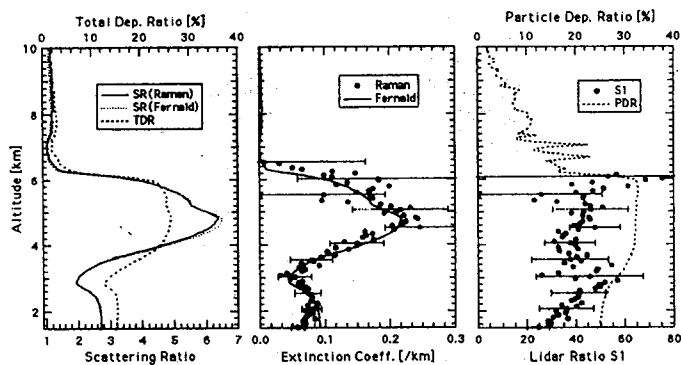 Total Dep. Ratio [%]
0 10 20 30 40
Particle Dep. Ratio [%]
0 10 20 30 40
10
8
6
4
2
Altitude [km]
SR (Raman)
SR (Fernald)
TDR
Raman
Fernald
S1
PDR
1 2 3 4 5 6 7
Scattering Ratio
0.0 0.1 0.2 0.3
Extinction Coeff. [/km]
0 20 40 60 80
Lidar Ratio S1